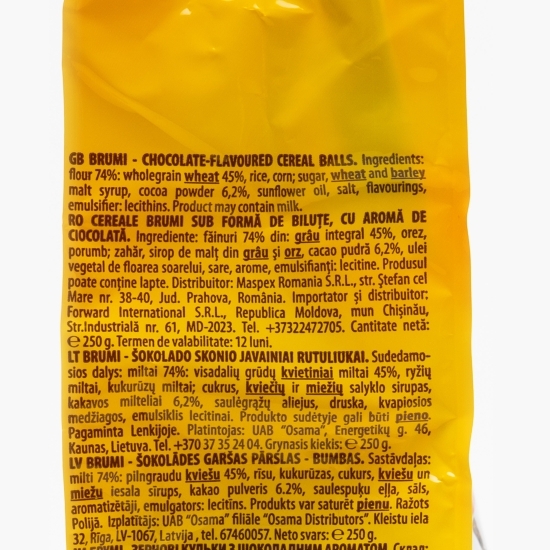 GB BRUMI - CHOCOLATE-FLAVOURED CEREAL BALLS. Ingredients:
flour 74%: wholegrain wheat 45%, rice, corn; sugar, wheat and barley
malt syrup, cocoa powder 6,2%, sunflower oil, salt, flavourings,
emulsifier: lecithins. Product may contain milk.
RO CEREALE BRUMI SUB FORMĂ DE BILUȚE, CU AROMĂ DE
CIOCOLATĂ. Ingrediente: făinuri 74% din: grâu integral 45%, orez,
porumb; zahăr, sirop de malț din grâu și orz, cacao pudră 6,2%, ulei
vegetal de floarea soarelui, sare, arome, emulsifianți: lecitine. Produsul
poate conține lapte. Distribuitor: Maspex Romania S.R.L., str. Ștefan cel
Mare nr. 38-40, Jud. Prahova, România. Importator și distribuitor:
Forward International S.R.L., Republica Moldova, mun Chișinău,
Str.Industrială nr. 61, MD-2023. Tel. +37322472705. Cantitate netă:
℮ 250 g. Termen de valabilitate: 12 luni.
LT BRUMI - ŠOKOLADO SKONIO JAVAINIAI RUTULIUKAI. Sudedamo-
sios dalys: miltai 74%: visadalių grūdų kvietiniai miltai 45%, ryžių
miltai, kukurūzų miltai; cukrus, kviečių ir miežių salyklo sirupas,
kakavos milteliai 6,2%, saulėgrąžų aliejus, druska, kvapiosios
medžiagos, emulsiklis lecitinai. Produkto sudėtyje gali būti pieno.
Pagaminta Lenkijoje. Platintojas: UAB "Osama", Energetikų g. 46,
Kaunas, Lietuva. Tel. +370 37 35 24 04. Grynasis kiekis: ℮ 250 g.
LV BRUMI - ŠOKOLĀDES GARŠAS PĀRSLAS - BUMBAS. Sastāvdaļas:
milti 74%: pilngraudu kviešu 45%, rīsu, kukurūzas, cukurs, kviešu un
miežu iesala sīrups, kakao pulveris 6.2%, saulespuķu eļļa, sāls,
aromatizētāji, emulgators: lecitīns. Produkts var saturēt pienu. Ražots
Polijā. Izplatītājs: UAB "Osama" filiāle "Osama Distributors". Kleistu iela
32, Rīga, LV-1067, Latvija , tel. 67460057. Neto svars: ℮ 250 g.
ЗЕРНОВІ КУЛЬКИ З ШОКОЛАДНИМ АРОМАТОМ. Склад: